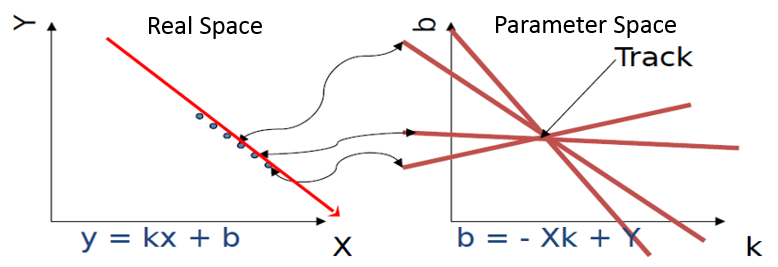 Real Space
Y
y = kx + b
X
Parameter Space
b
Track
b = - Xk + Y
k